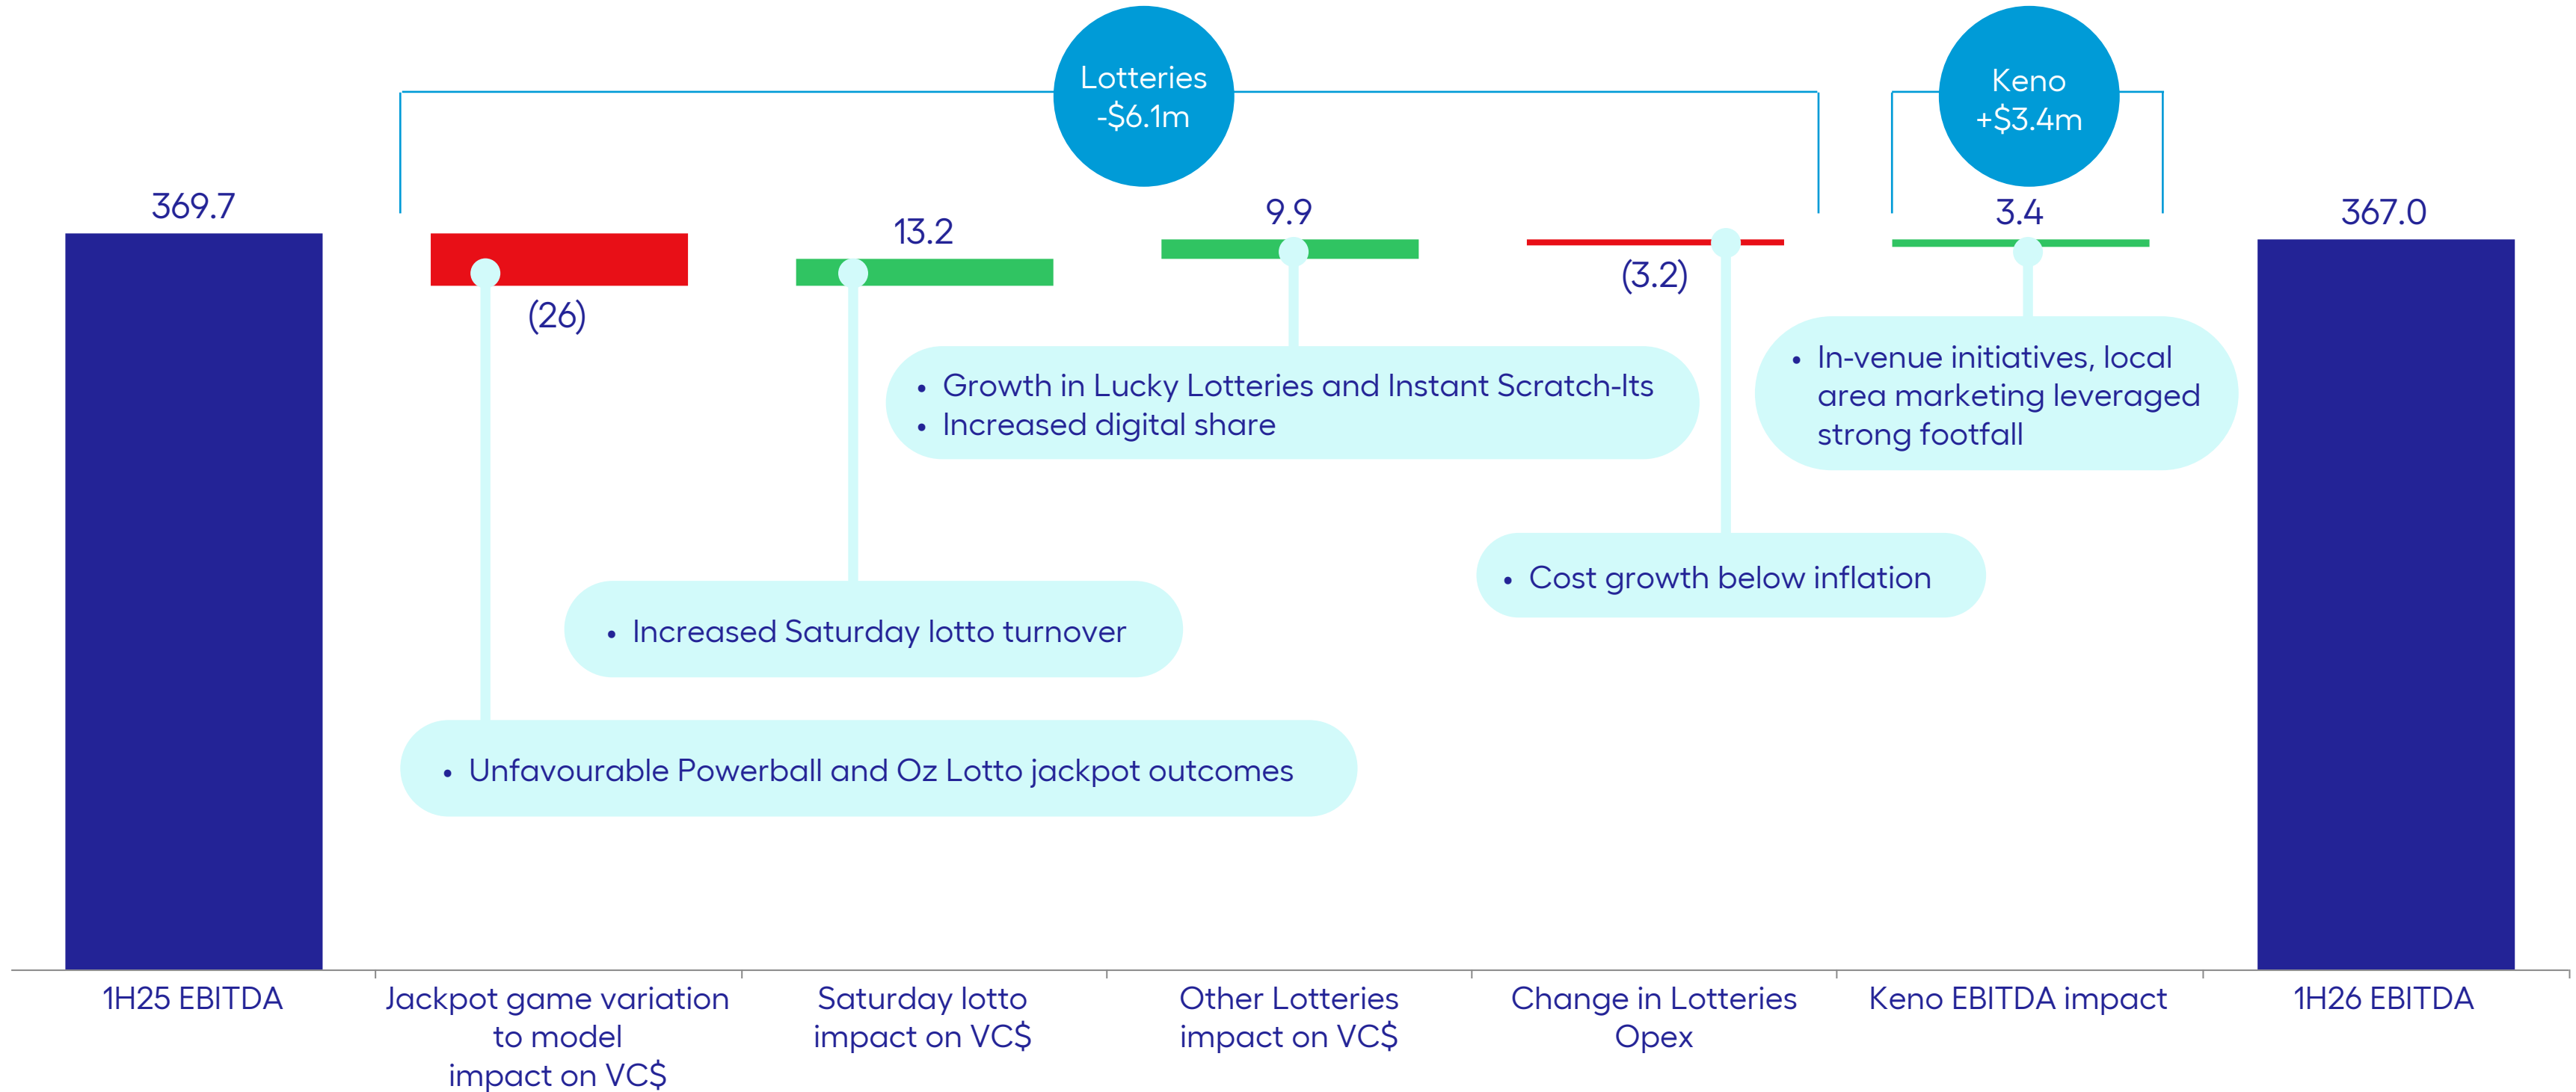 Lotteries
-$6.1m
Keno
+$3.4m
369.7
(26)
13.2
9.9
(3.2)
3.4
367.0
• Growth in Lucky Lotteries and Instant Scratch-Its
• Increased digital share
• In-venue initiatives, local
area marketing leveraged
strong footfall
• Cost growth below inflation
• Increased Saturday lotto turnover
• Unfavourable Powerball and Oz Lotto jackpot outcomes
1H25 EBITDA
Jackpot game variation
to model
impact on VC$
Saturday lotto
impact on VC$
Other Lotteries
impact on VC$
Change in Lotteries
Opex
Keno EBITDA impact
1H26 EBITDA